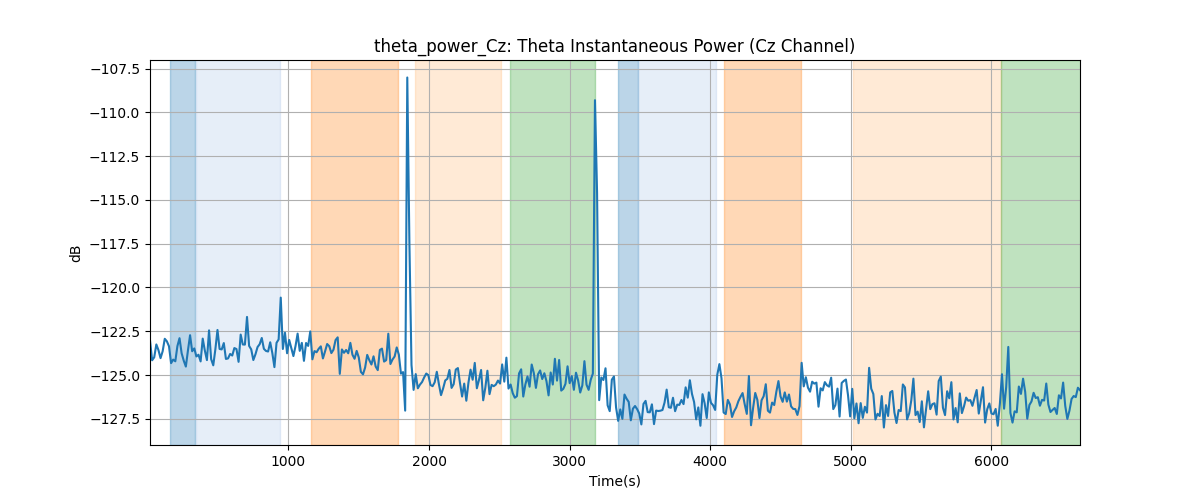 theta_power_Cz: Theta Instantaneous Power (Cz Channel)
−107.5
−110.0
−112.5
−115.0
−117.5
−120.0
−122.5
−125.0
−127.5
dB
1000 2000 3000 4000 5000 6000
Time(s)